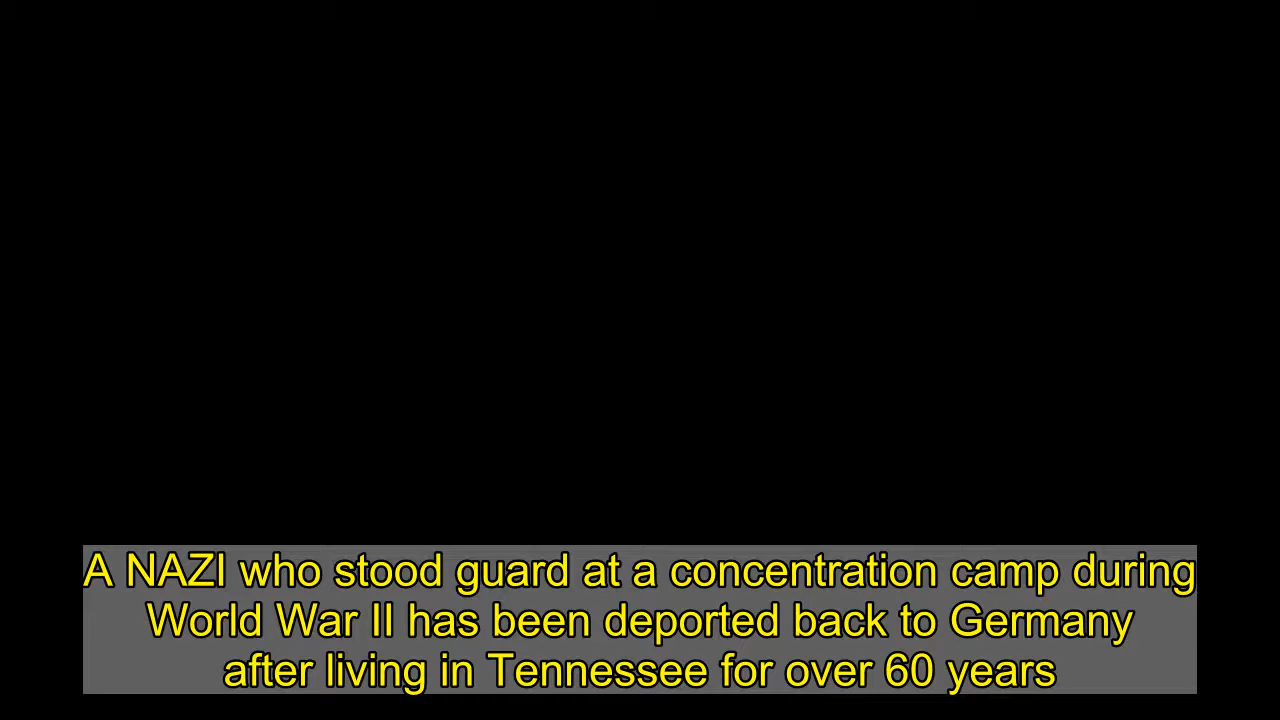 A NAZI who stood guard at a concentration camp during
World War II has been deported back to Germany
after living in Tennessee for over 60 years